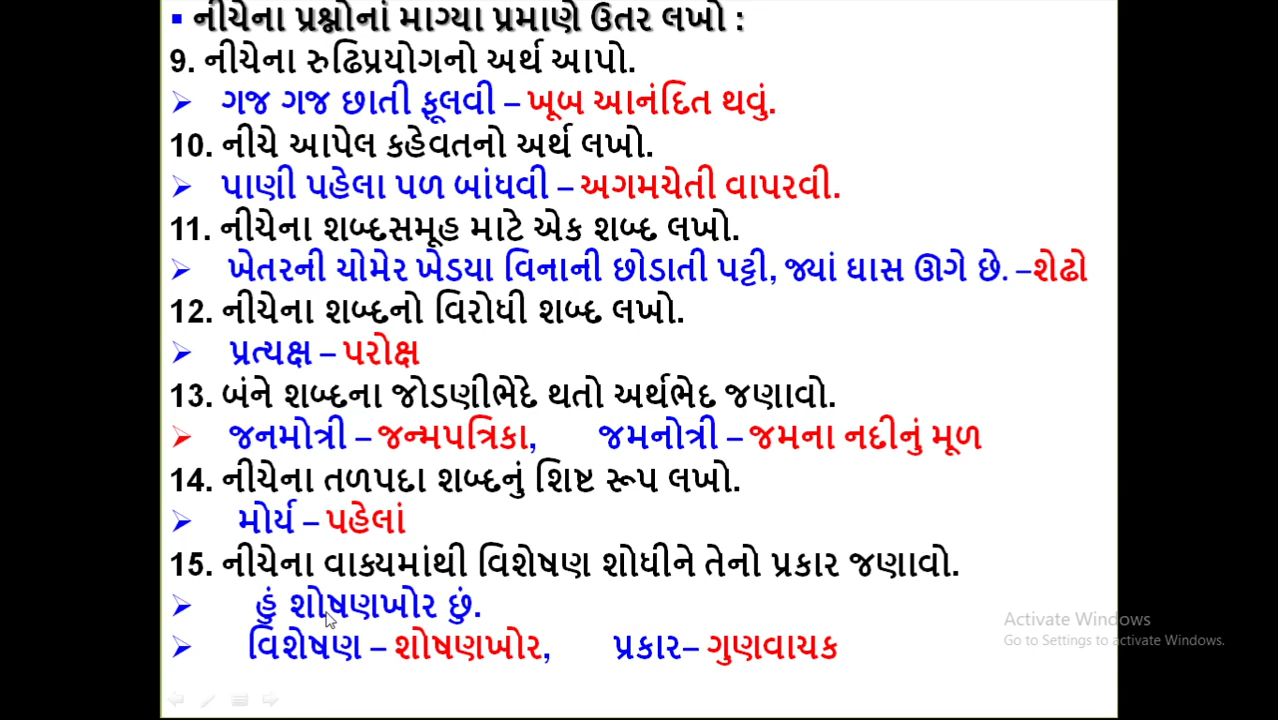 ▪ નીચેના પ્રશ્નોનાં માગ્યા પ્રમાણે ઉતર લખો :
9. નીચેના રુઢિપ્રયોગનો અર્થ આપો.
➢ ગજ ગજ છાતી ફૂલવી – ખૂબ આનંદિત થવું.
10. નીચે આપેલ કહેવતનો અર્થ લખો.
➢ પાણી પહેલા પળ બાંધવી – અગમચેતી વાપરવી.
11. નીચેના શબ્દસમૂહ માટે એક શબ્દ લખો.
➢ ખેતરની ચોમેર ખેડયા વિનાની છોડાતી પટ્ટી, જ્યાં ઘાસ ઊગે છે. –શેઢો
12. નીચેના શબ્દનો વિરોધી શબ્દ લખો.
➢ પ્રત્યક્ષ – પરોક્ષ
13. બંને શબ્દના જોડણીભેદે થતો અર્થભેદ જણાવો.
➢ જનમોત્રી – જન્મપત્રિકા, જમનોત્રી – જમના નદીનું મૂળ
14. નીચેના તળપદા શબ્દનું શિષ્ટ રૂપ લખો.
➢ મોર્ય – પહેલાં
15. નીચેના વાક્યમાંથી વિશેષણ શોધીને તેનો પ્રકાર જણાવો.
➢ હું શોષણખોર છું.
➢ વિશેષણ – શોષણખોર, પ્રકાર– ગુણવાયક
Activate Windows
Go to Settings to activate Windows.